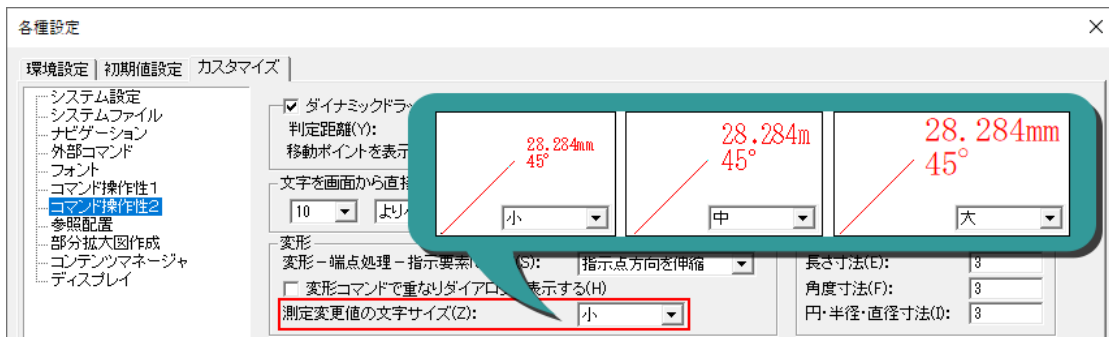 各種設定
環境設定 初期値設定 カスタマイズ
システム設定
システムファイル
ナビゲーション
外部コマンド
フォント
コマンド操作性1
コマンド操作性2
参照配置
部分拡大図作成
コンテンツマネージャ
ディスプレイ
ダイナミックドラッ
判定距離(Y):
移動ポイントを表示
文字を画面から直接
10
28.284mm
45°
小
28.284m
45°
中
28.284mm
45°
大
変形
変形－端点処理－指示要素 (S): 指示点方向を伸縮
変形コマンドで重なりダイアロ 表示する(H)
測定変更値の文字サイズ(Z): 小
長さ寸法(E): 3
角度寸法(F): 3
円・半径・直径寸法(I): 3